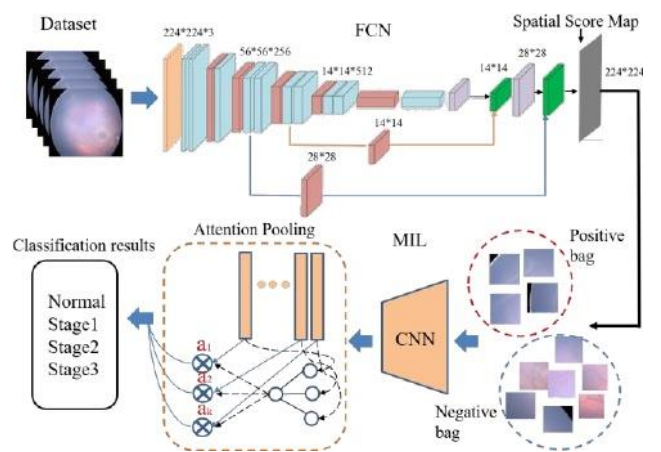 Dataset
FCN
Spatial Score Map
224*224*3
56*56*256
14*14*512
14*14
28*28
224*224
14*14
28*28
Attention Pooling
MIL
Positive
bag
Classification results
Normal
Stage1
Stage2
Stage3
a1
a2
ak
CNN
Negative
bag